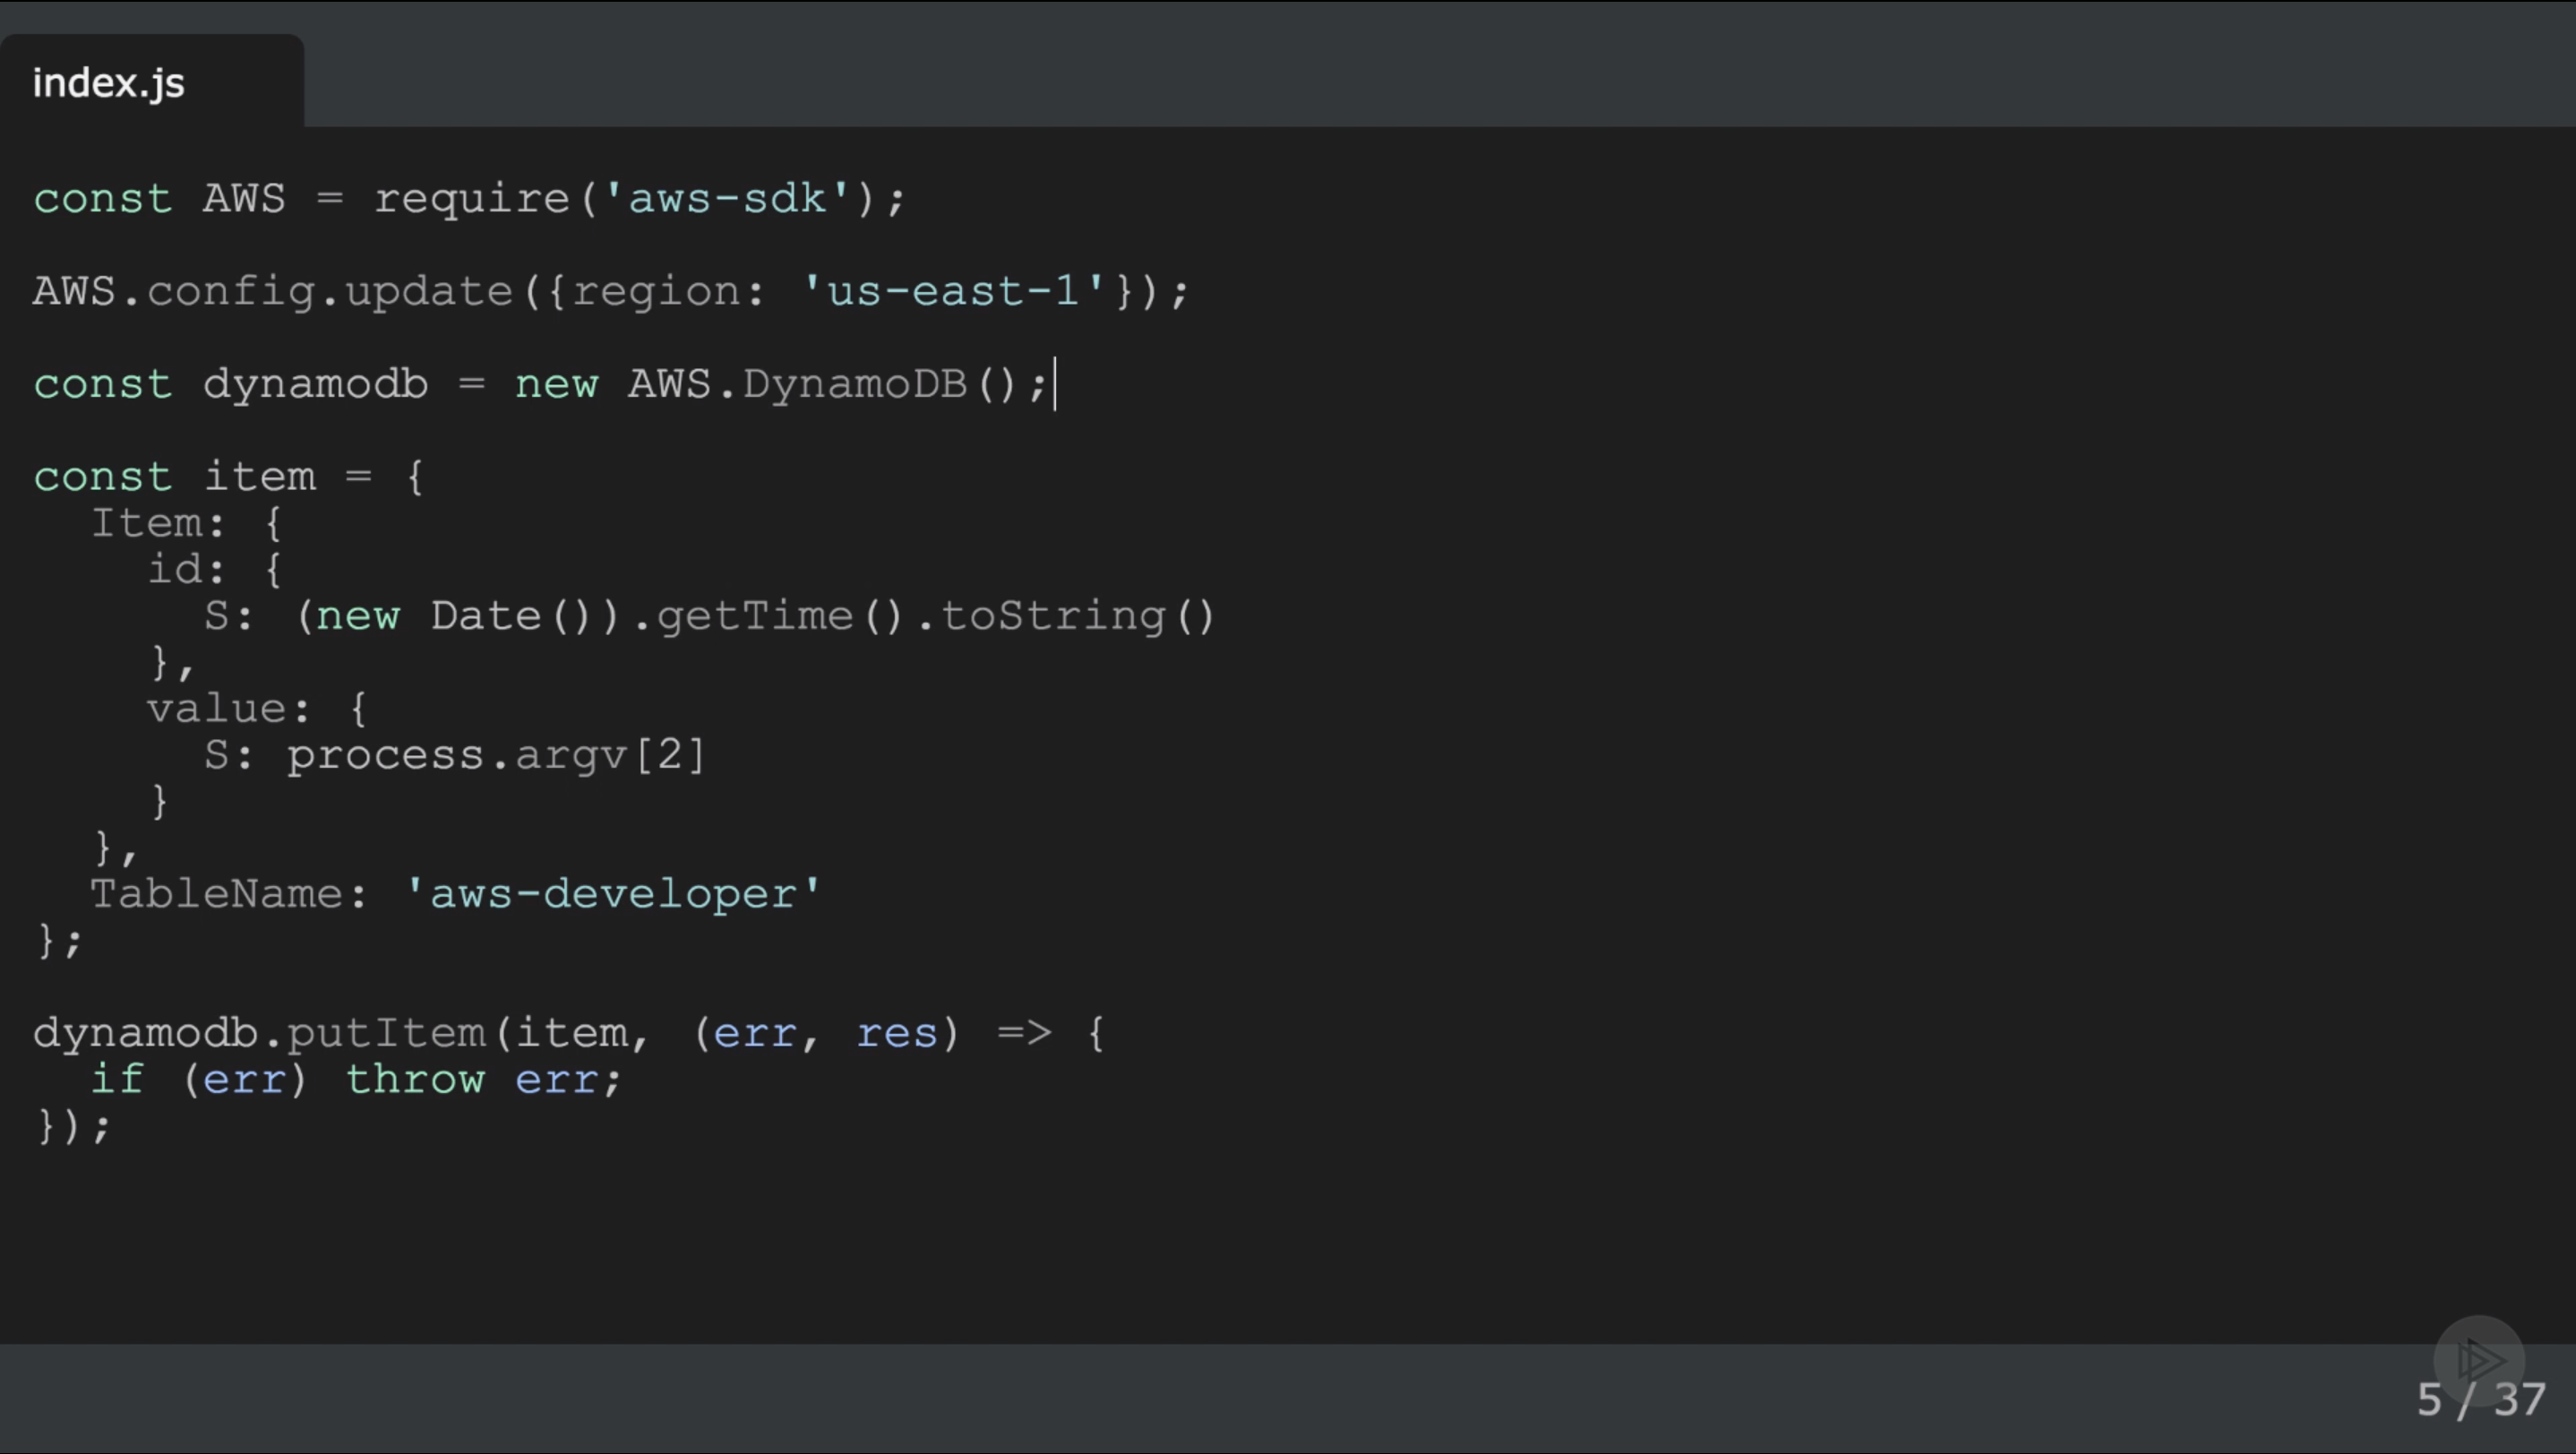 index.js
const AWS = require('aws-sdk');
AWS.config.update({region: 'us-east-1'});
const dynamodb = new AWS.DynamoDB();
const item = {
  Item: {
    id: {
      S: (new Date()).getTime().toString()
    },
    value: {
      S: process.argv[2]
    }
  },
  TableName: 'aws-developer'
};
dynamodb.putItem(item, (err, res) => {
  if (err) throw err;
});
5 / 37